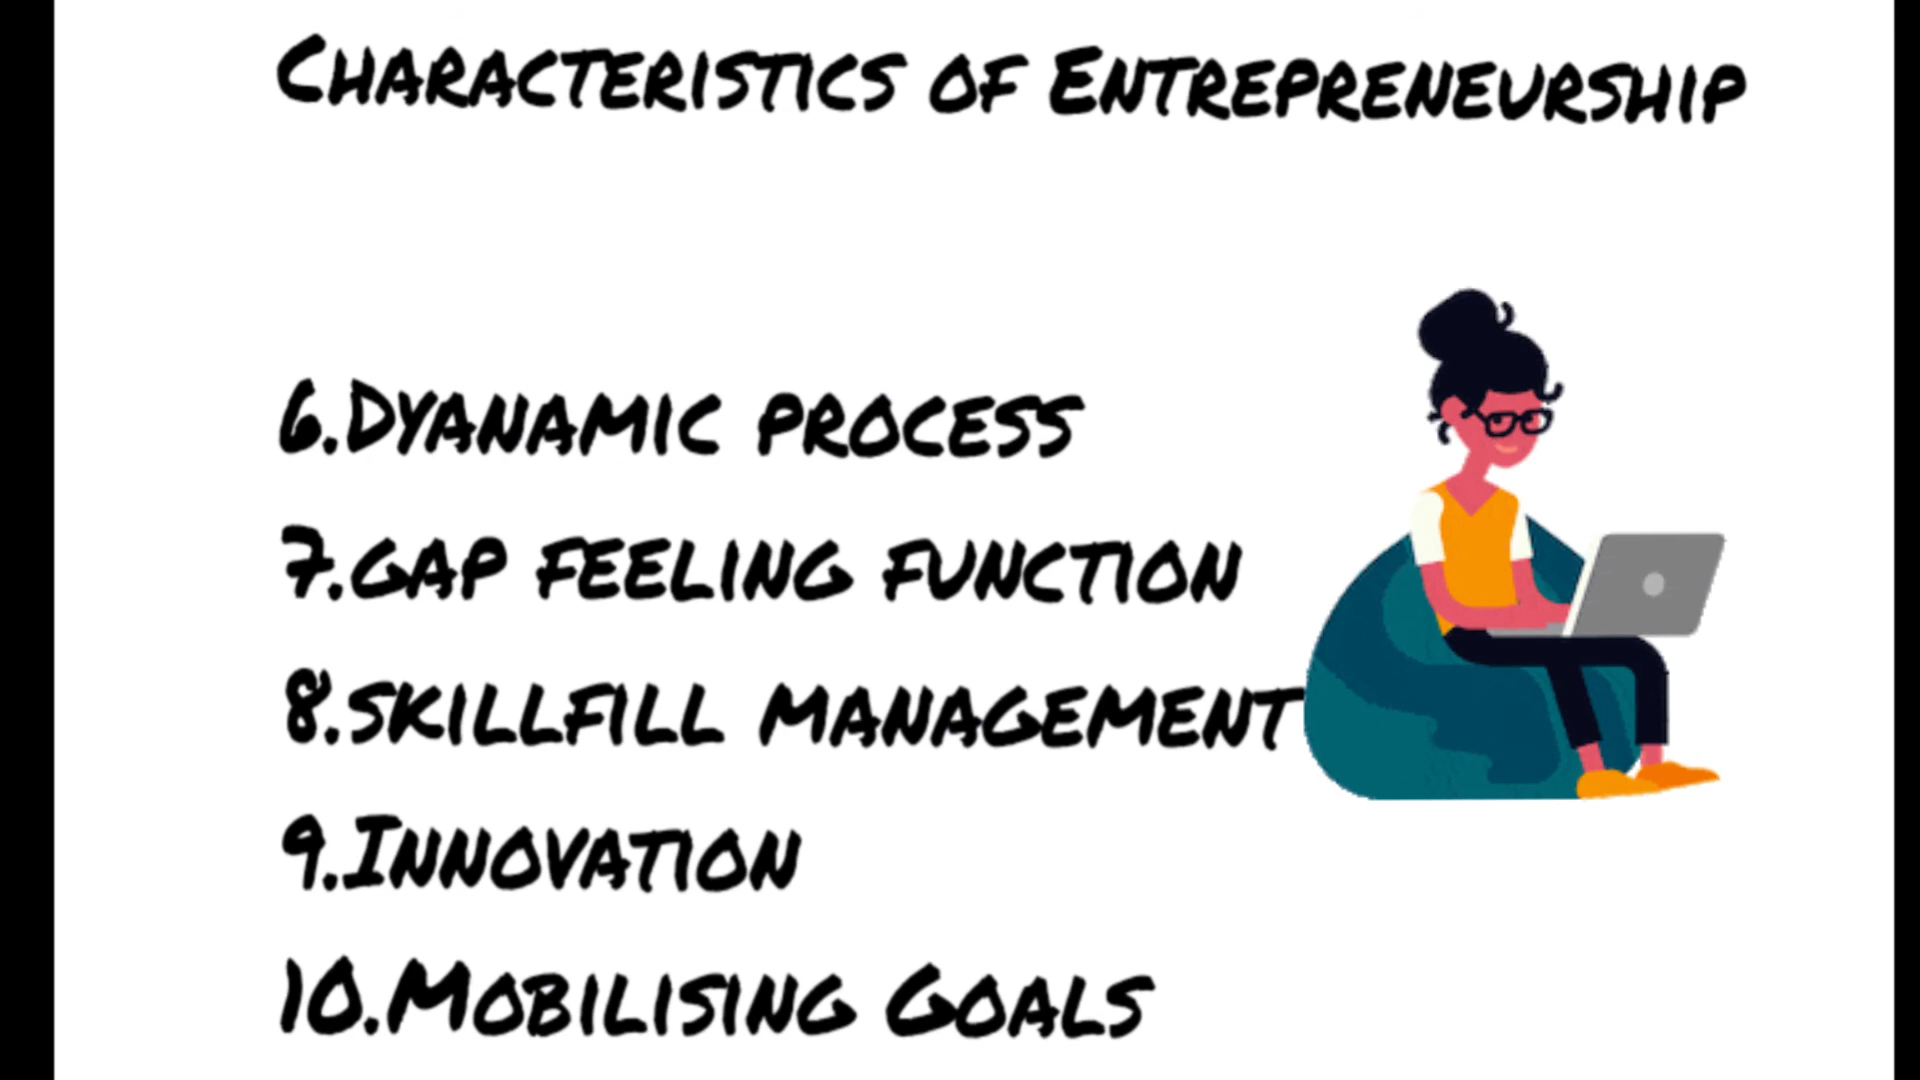 Characteristics of Entrepreneurship
6.Dyanamic process
7.gap feeling function
8.skillfill management
9.Innovation
10.Mobilising Goals